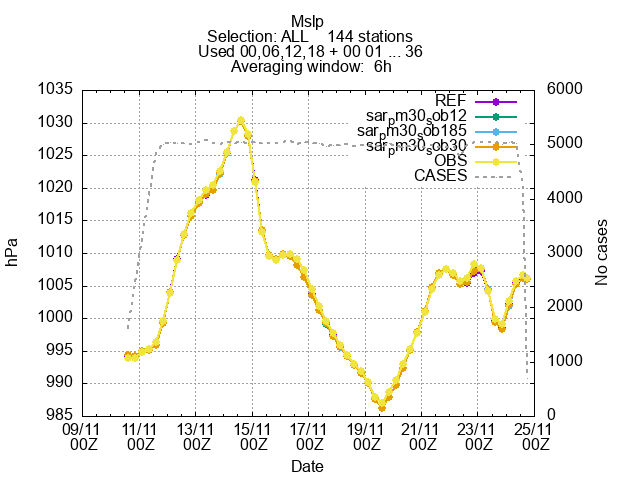 Mslp
Selection: ALL 144 stations
Used 00,06,12,18 + 00 01 ... 36
Averaging window: 6h
1035
1030
1025
1020
1015
1010
1005
1000
995
990
985
hPa
6000
5000
4000
3000
2000
1000
0
No cases
REF
sarpm30sob12
sarpm30sob185
sarpm30sob30
OBS
CASES
09/11 11/11 13/11 15/11 17/11 19/11 21/11 23/11 25/11
00Z 00Z 00Z 00Z 00Z 00Z 00Z 00Z 00Z
Date